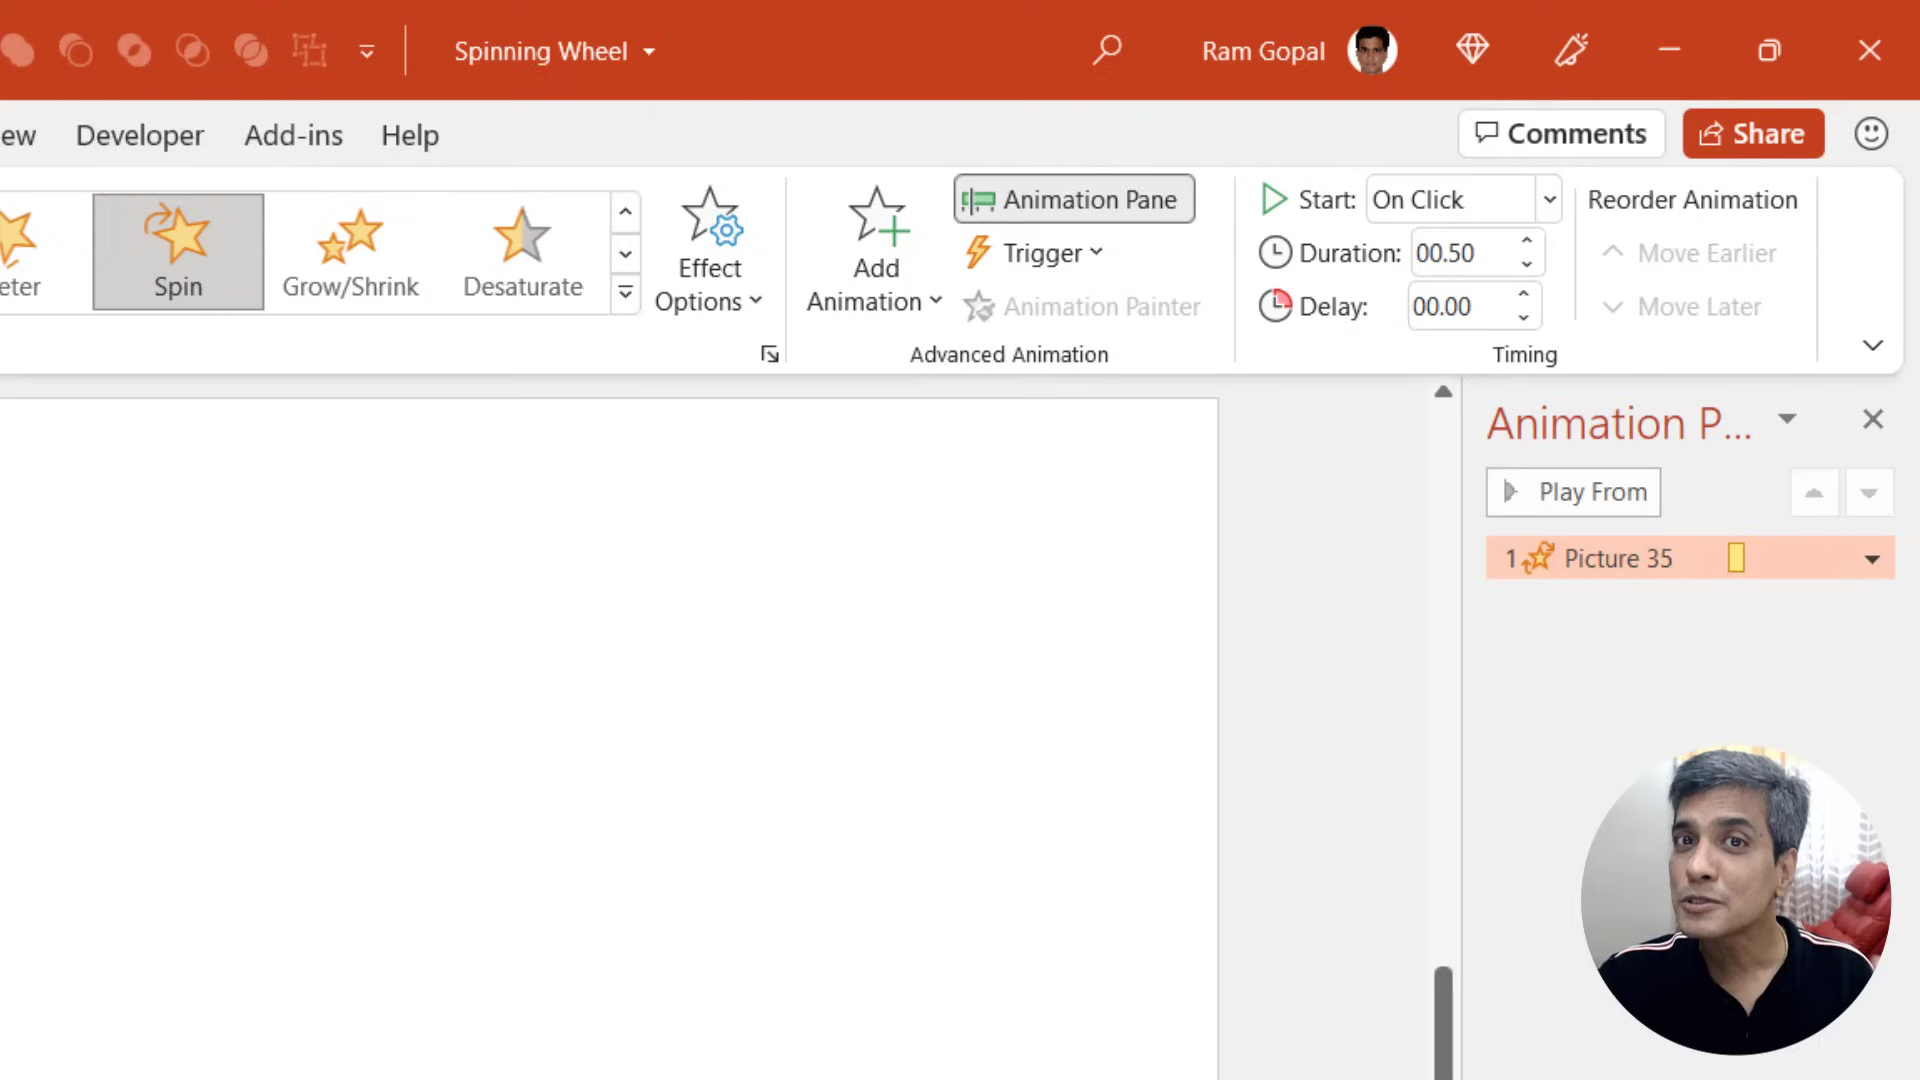 Spinning Wheel
Ram Gopal
ew Developer Add-ins Help
Comments Share
eter
Spin
Grow/Shrink
Desaturate
Effect
Options
Add
Animation
Animation Pane
Trigger
Animation Painter
Advanced Animation
Start: On Click
Duration: 00.50
Delay: 00.00
Timing
Reorder Animation
Move Earlier
Move Later
Animation P...
Play From
1 Picture 35